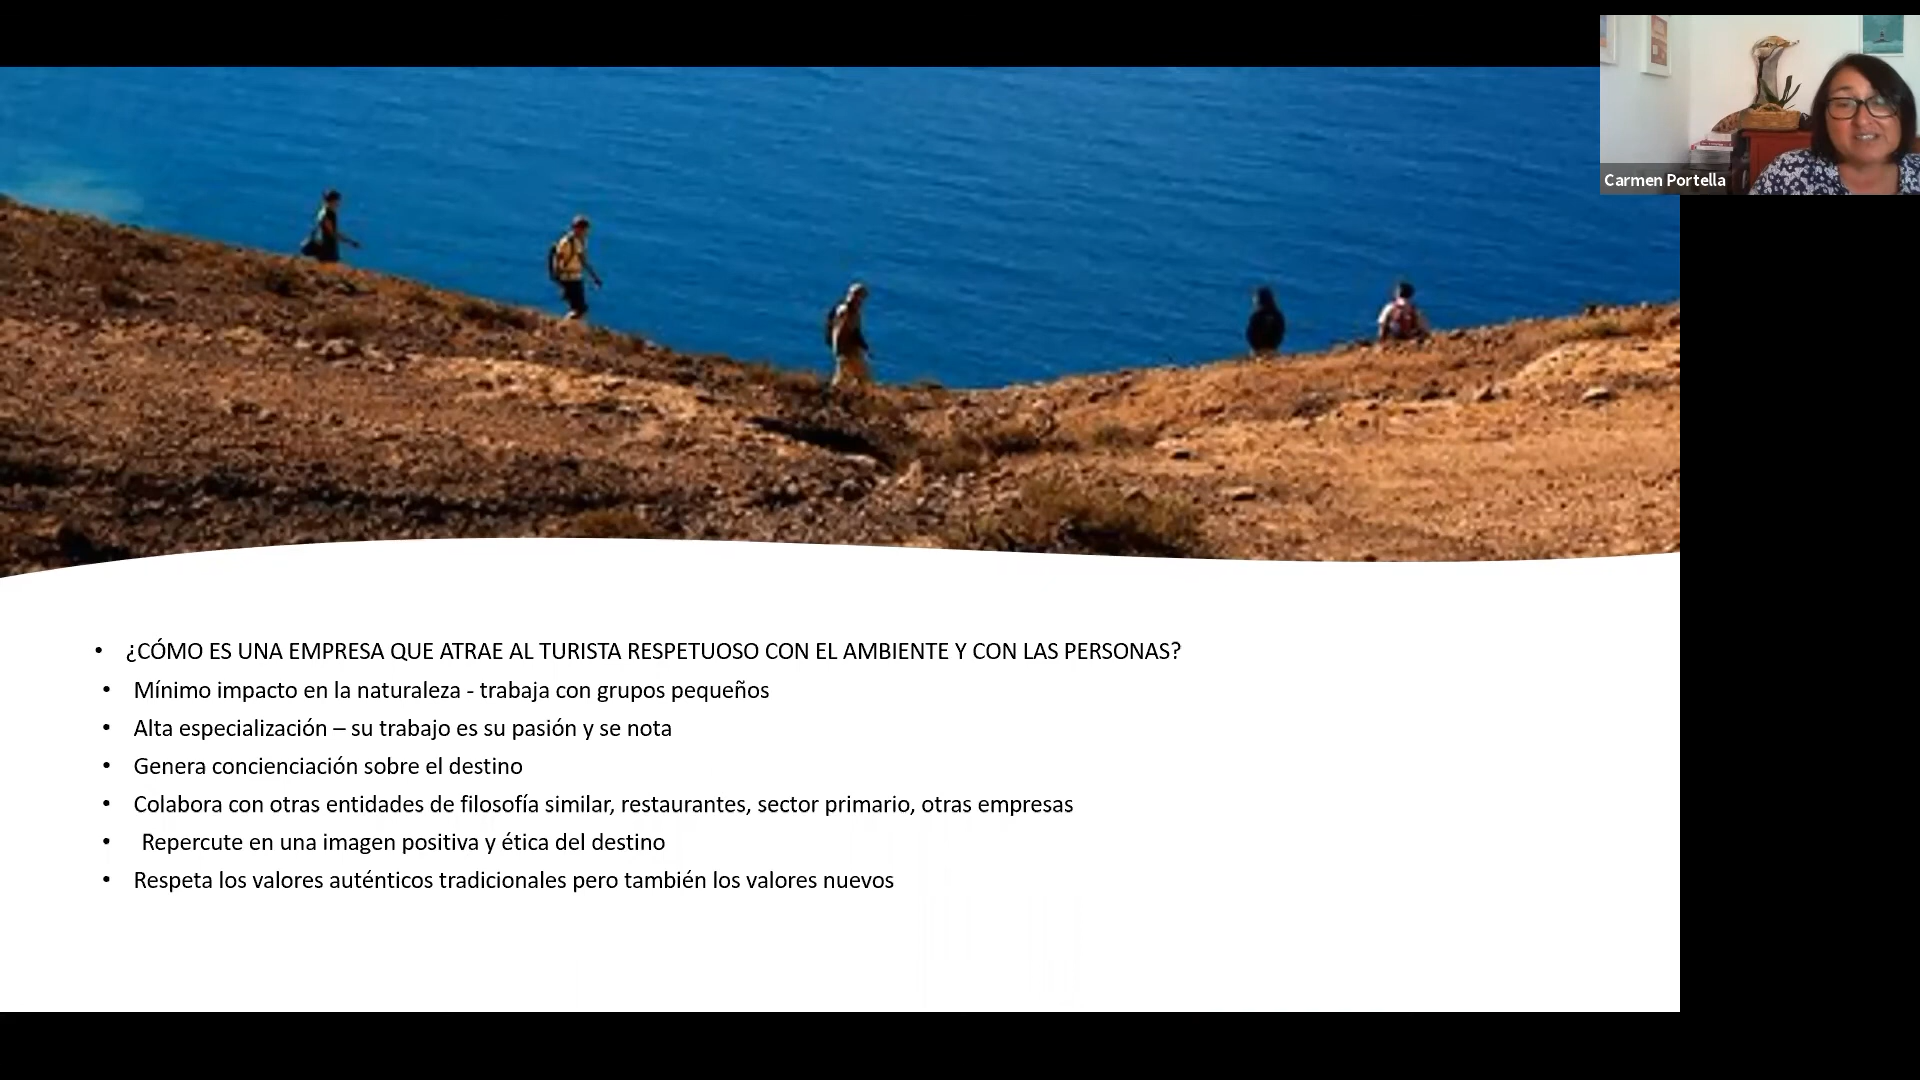 Carmen Portella
• ¿CÓMO ES UNA EMPRESA QUE ATRAE AL TURISTA RESPETUOSO CON EL AMBIENTE Y CON LAS PERSONAS?
• Mínimo impacto en la naturaleza - trabaja con grupos pequeños
• Alta especialización – su trabajo es su pasión y se nota
• Genera concienciación sobre el destino
• Colabora con otras entidades de filosofía similar, restaurantes, sector primario, otras empresas
• Repercute en una imagen positiva y ética del destino
• Respeta los valores auténticos tradicionales pero también los valores nuevos